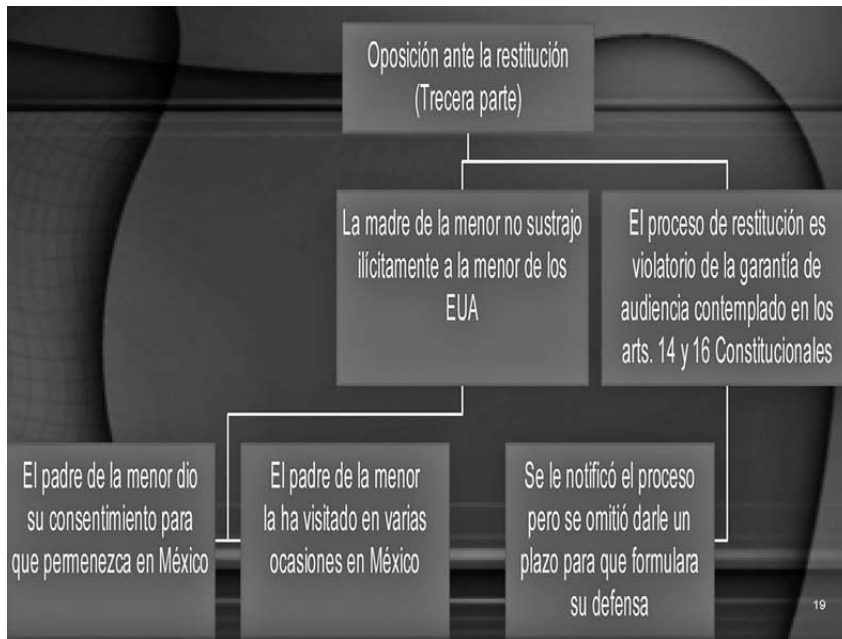 Oposición ante la restitución
(Trecera parte)
La madre de la menor no sustrajo
ilícitamente a la menor de los
EUA
El proceso de restitución es
violatorio de la garantía de
audiencia contemplado en los
arts. 14 y 16 Constitucionales
El padre de la menor dio
su consentimiento para
que permenezca en México
El padre de la menor
la ha visitado en varias
ocasiones en México
Se le notificó el proceso
pero se omitió darle un
plazo para que formulara
su defensa
19